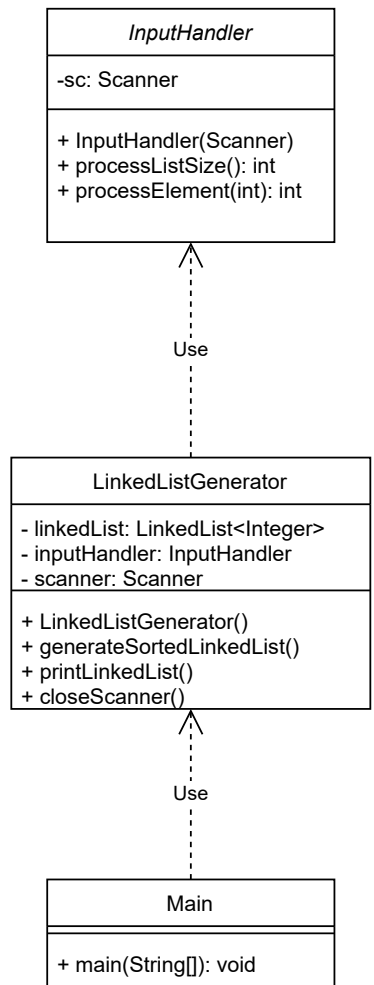 InputHandler
-sc: Scanner
+ InputHandler(Scanner)
+ processListSize(): int
+ processElement(int): int
Use
LinkedListGenerator
- linkedList: LinkedList<Integer>
- inputHandler: InputHandler
- scanner: Scanner
+ LinkedListGenerator()
+ generateSortedLinkedList()
+ printLinkedList()
+ closeScanner()
Use
Main
+ main(String[]): void